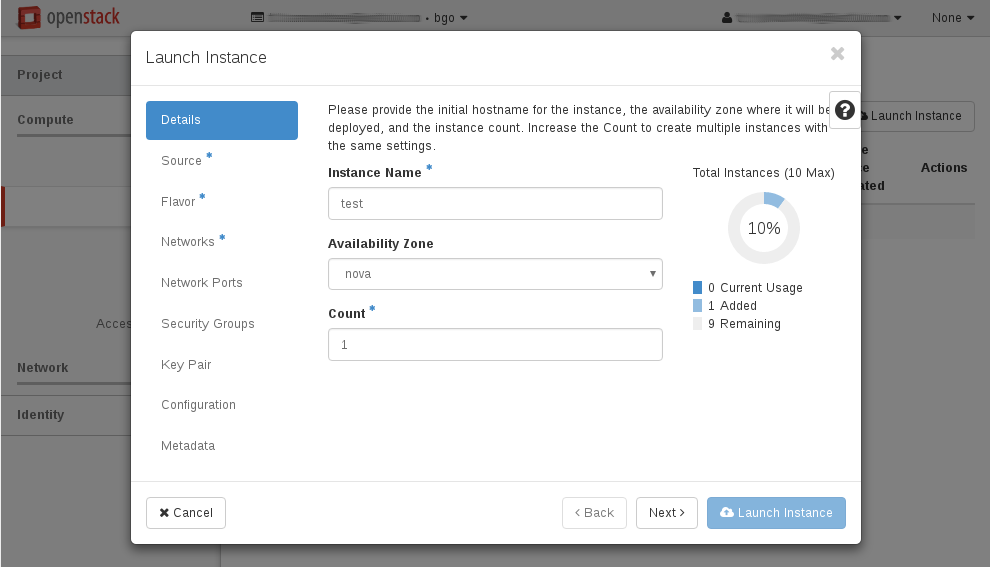 openstack
• bgo
None
Launch Instance
Project
Compute
Network
Identity
Details
Source *
Flavor *
Networks *
Network Ports
Security Groups
Key Pair
Configuration
Metadata
Please provide the initial hostname for the instance, the availability zone where it will be
deployed, and the instance count. Increase the Count to create multiple instances with
the same settings.
Instance Name *
test
Availability Zone
nova
Count *
1
Total Instances (10 Max)
10%
0 Current Usage
1 Added
9 Remaining
Launch Instance
Actions
Cancel
< Back
Next >
Launch Instance